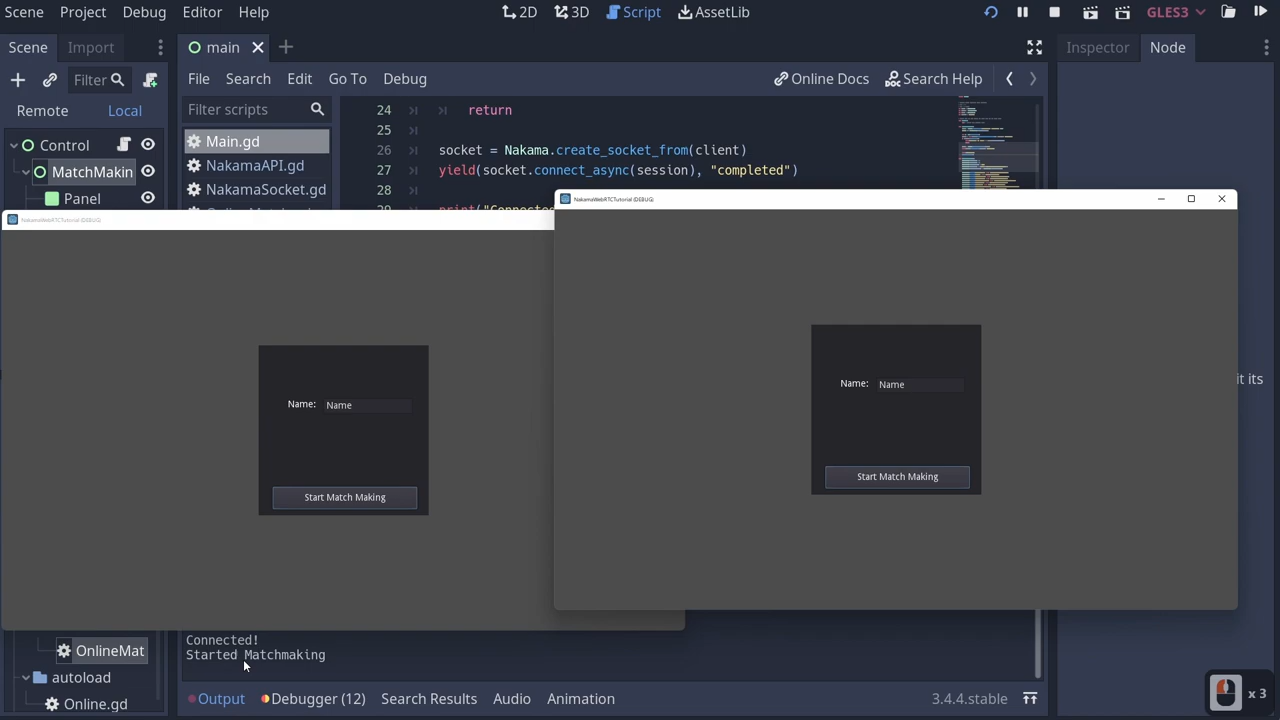 Scene Project Debug Editor Help 2D 3D Script AssetLib GLES3
Scene Import main Inspector Node
Filter File Search Edit Go To Debug Online Docs Search Help
Remote Local Filter scripts 24 return
25
Control Main.gd 26 socket = Nakama.create_socket_from(client)
MatchMakin 27 yield(socket.connect_async(session), "completed")
Panel NakamaSocket.gd 28
NakamaWebRTCTutorial (DEBUG)
NakamaWebRTCTutorial (DEBUG)
it its
Name: Name
Name: Name
Start Match Making
Start Match Making
Connected!
OnlineMat Started Matchmaking
autoload
Online.gd Output Debugger (12) Search Results Audio Animation 3.4.4.stable
x 3